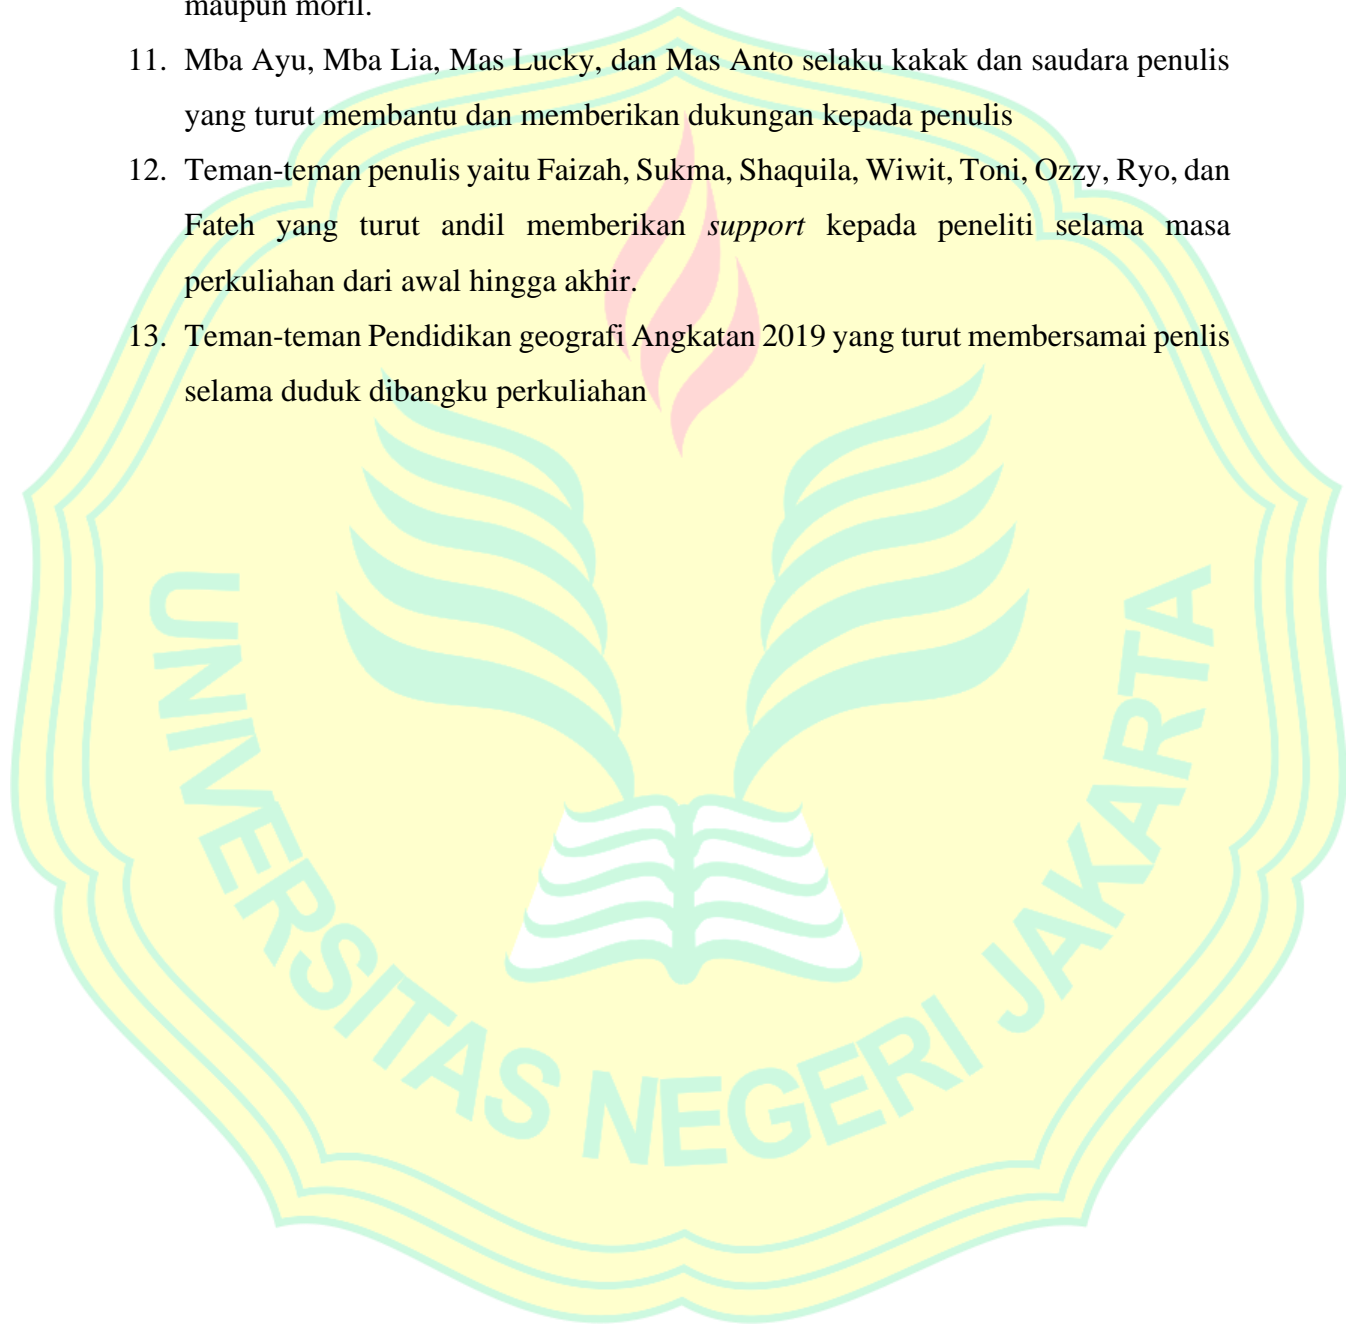 maupun moril.
11. Mba Ayu, Mba Lia, Mas Lucky, dan Mas Anto selaku kakak dan saudara penulis
yang turut membantu dan memberikan dukungan kepada penulis
12. Teman-teman penulis yaitu Faizah, Sukma, Shaquila, Wiwit, Toni, Ozzy, Ryo, dan
Fateh yang turut andil memberikan support kepada peneliti selama masa
perkuliahan dari awal hingga akhir.
13. Teman-teman Pendidikan geografi Angkatan 2019 yang turut membersamai penlis
selama duduk dibangku perkuliahan
UNIVERSITAS NEGERI JAKARTA